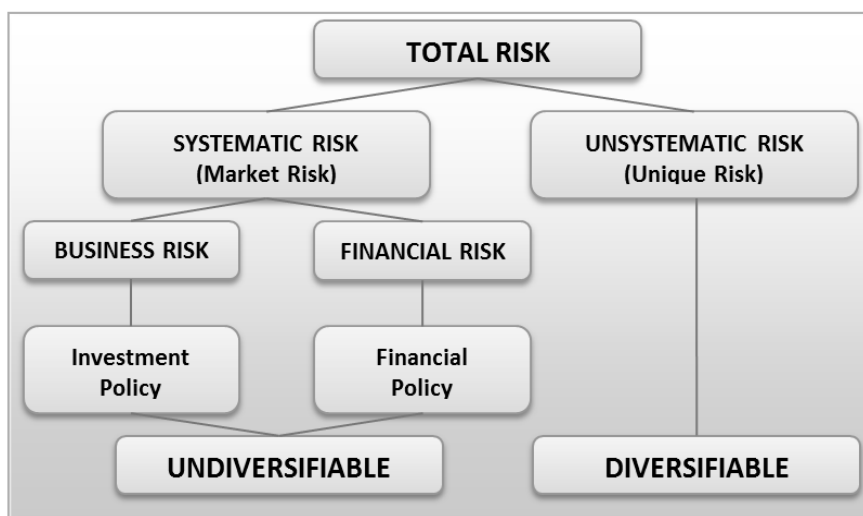 TOTAL RISK
SYSTEMATIC RISK
(Market Risk)
UNSYSTEMATIC RISK
(Unique Risk)
BUSINESS RISK
FINANCIAL RISK
Investment
Policy
Financial
Policy
UNDIVERSIFIABLE
DIVERSIFIABLE